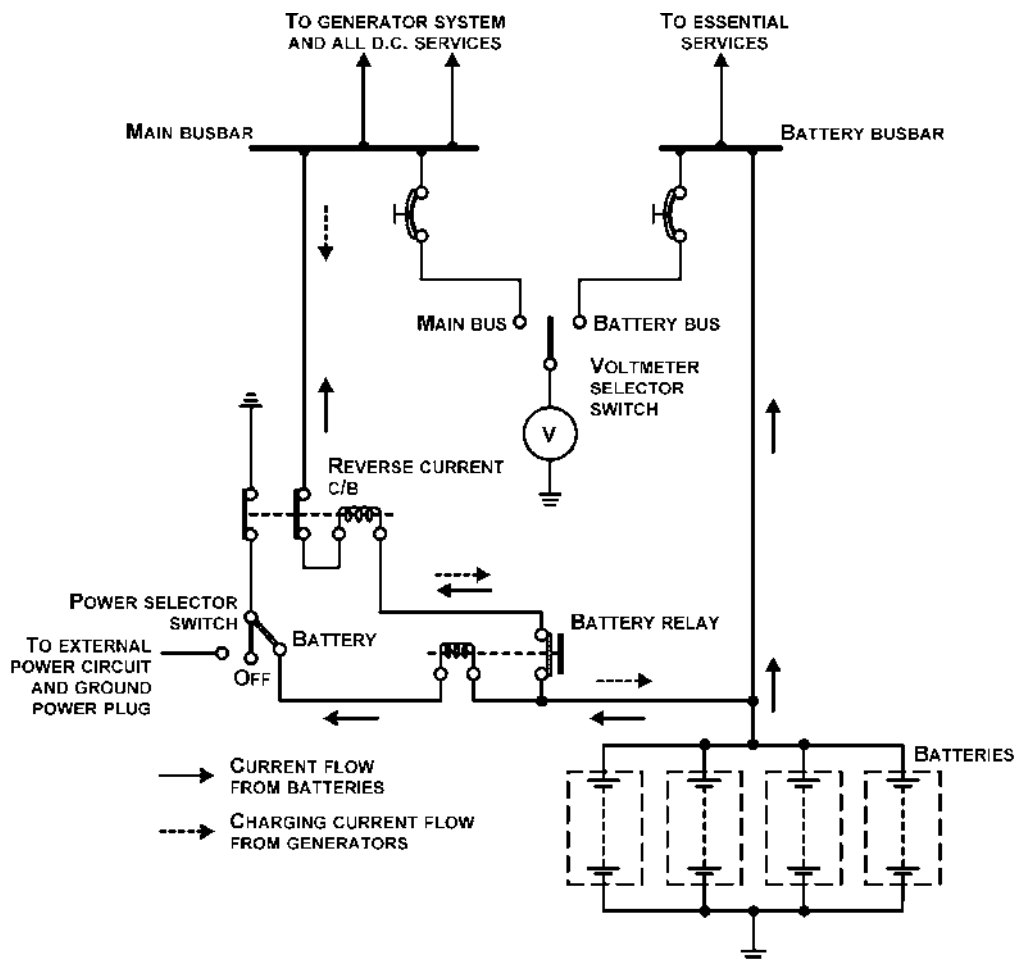 TO GENERATOR SYSTEM
AND ALL D.C. SERVICES
TO ESSENTIAL
SERVICES
MAIN BUSBAR
BATTERY BUSBAR
MAIN BUS
BATTERY BUS
VOLTMETER
SELECTOR
SWITCH
V
REVERSE CURRENT
C/B
POWER SELECTOR
SWITCH
BATTERY
BATTERY RELAY
TO EXTERNAL
POWER CIRCUIT
AND GROUND
POWER PLUG
OFF
BATTERIES
CURRENT FLOW
FROM BATTERIES
CHARGING CURRENT FLOW
FROM GENERATORS